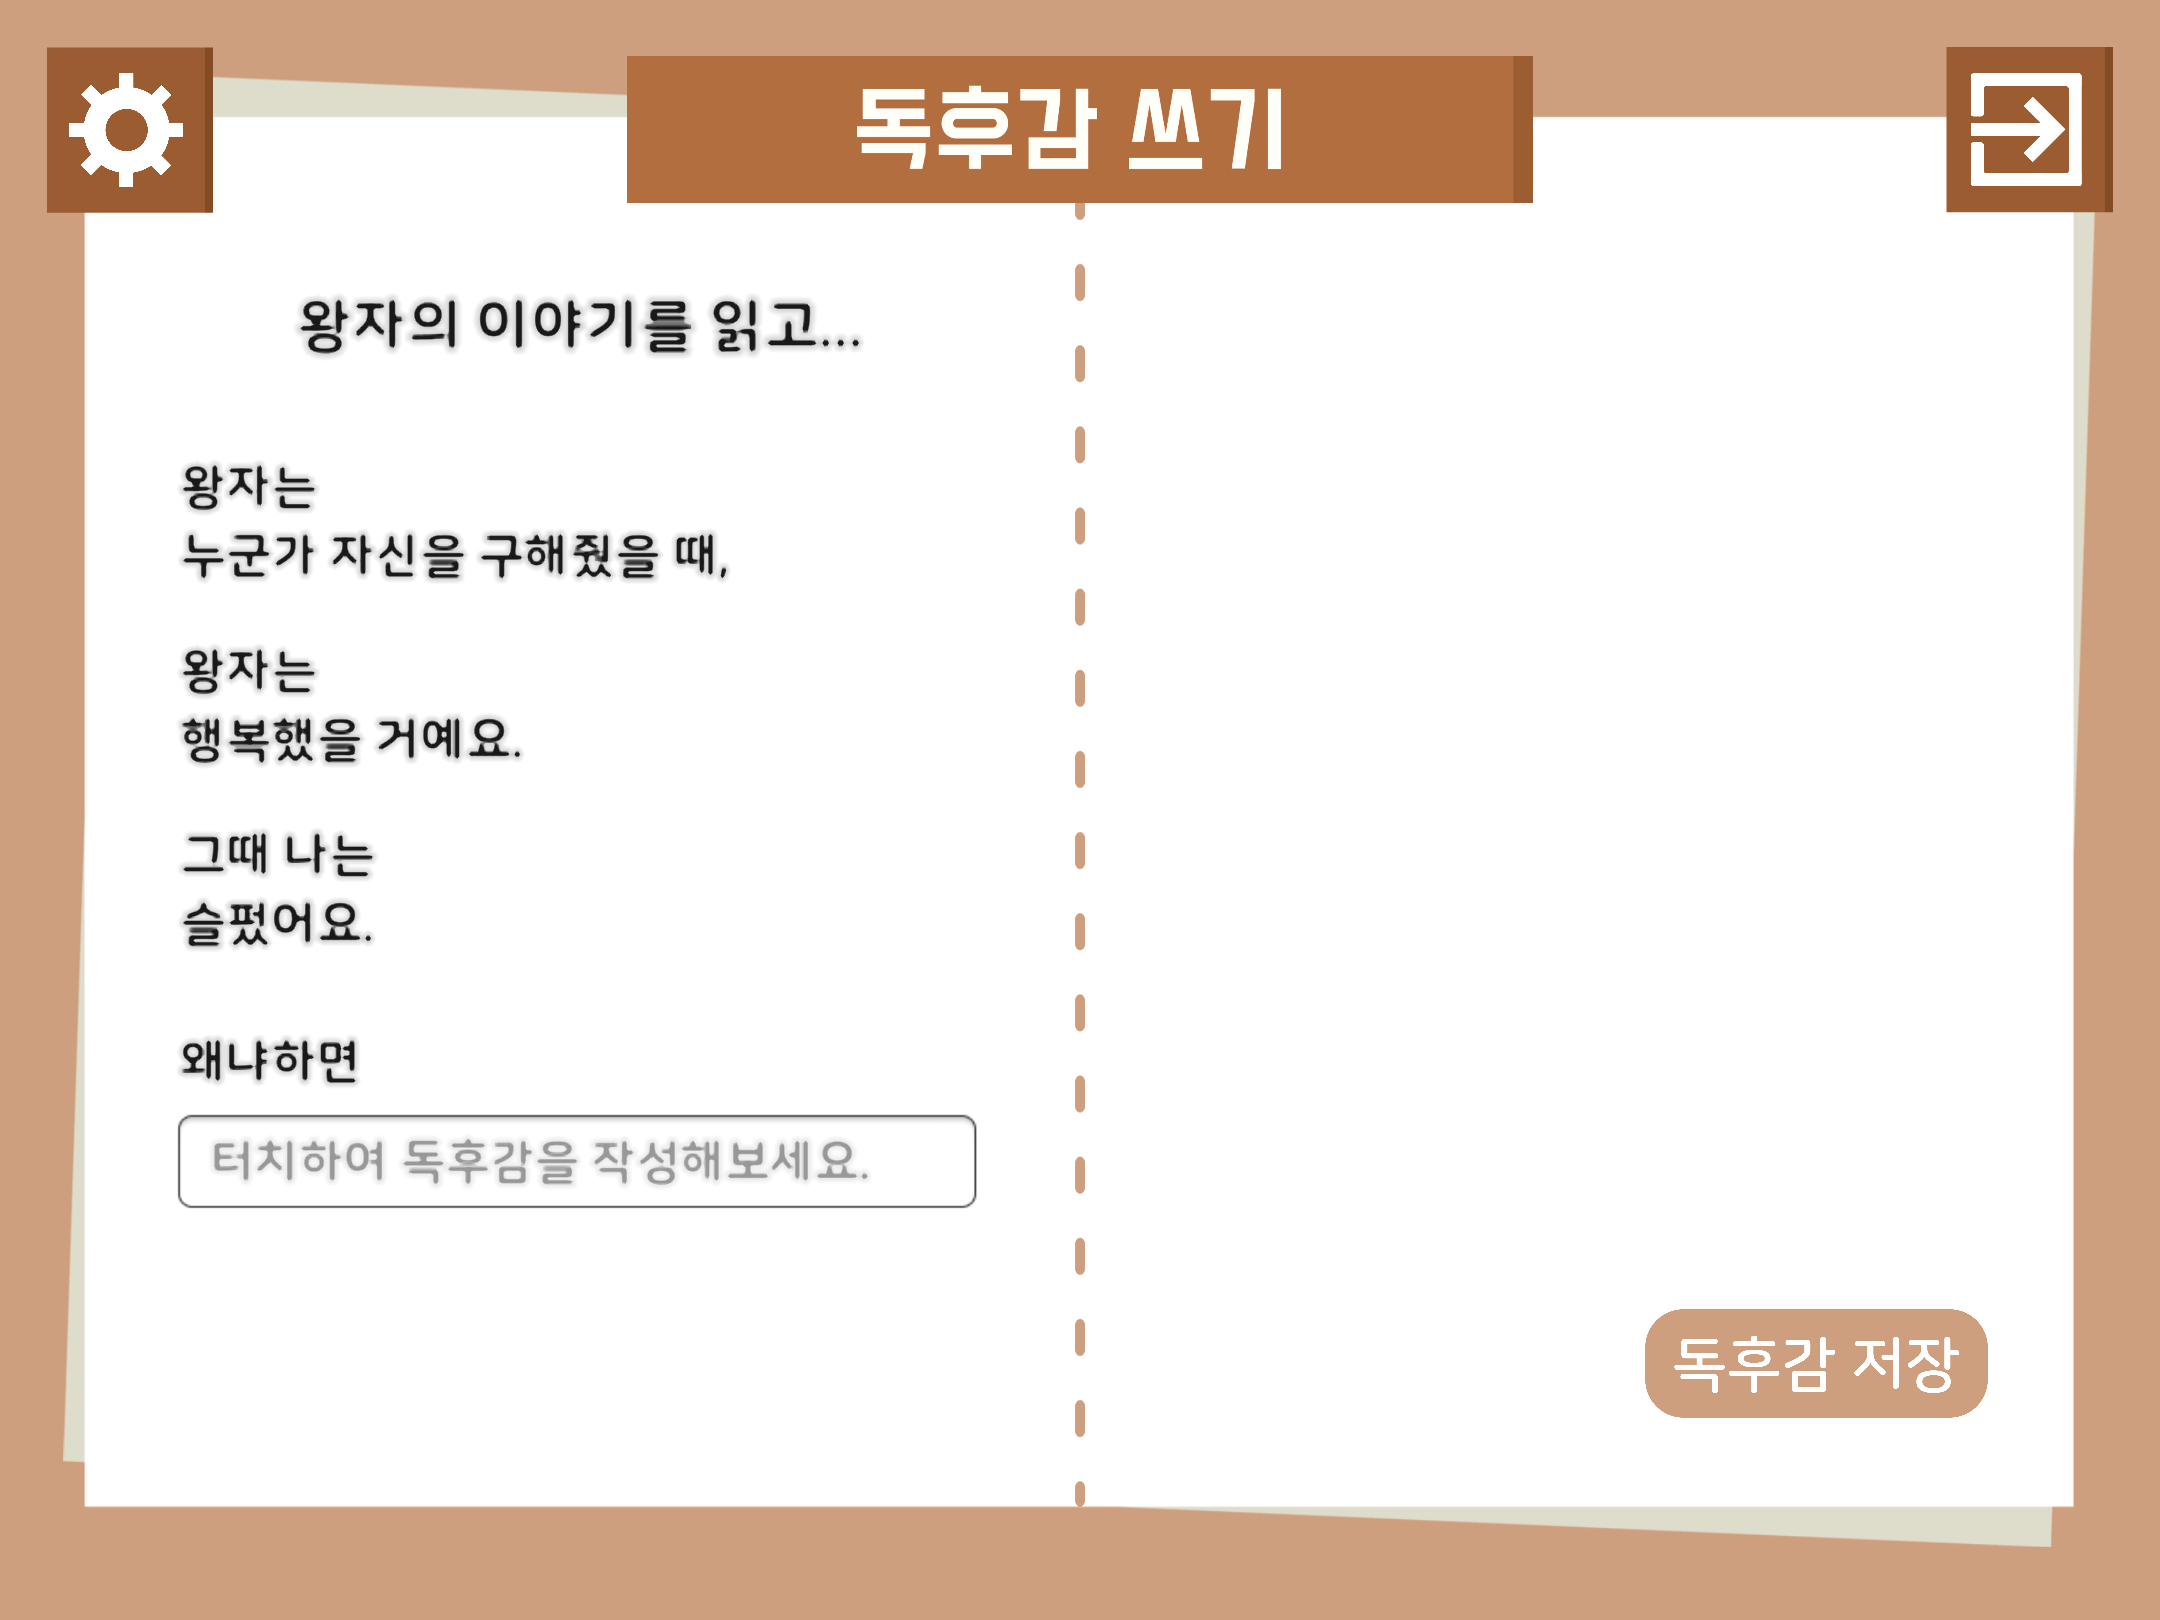 독후감 쓰기
왕자의 이야기를 읽고...
왕자는
누군가 자신을 구해줬을 때,
왕자는
행복했을 거예요.
그때 나는
슬펐어요.
왜냐하면
터치하여 독후감을 작성해보세요.
독후감 저장